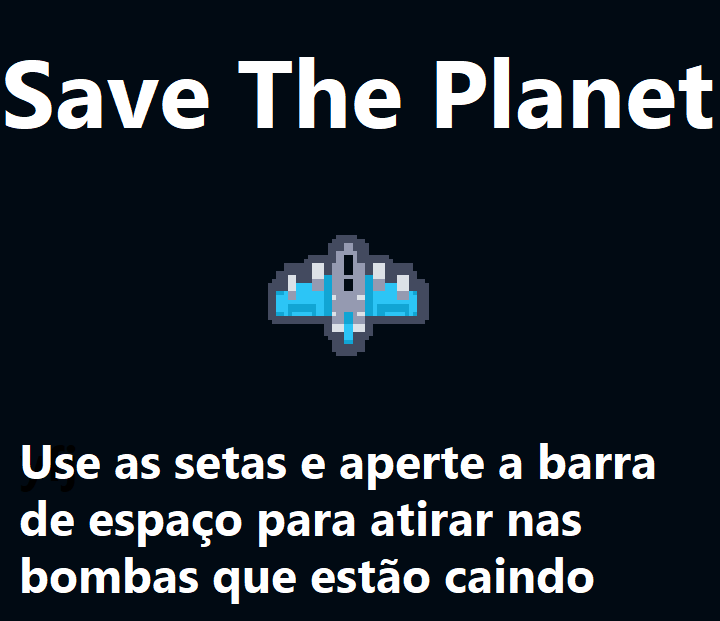 Save The Planet
Use as setas e aperte a barra
de espaço para atirar nas
bombas que estão caindo